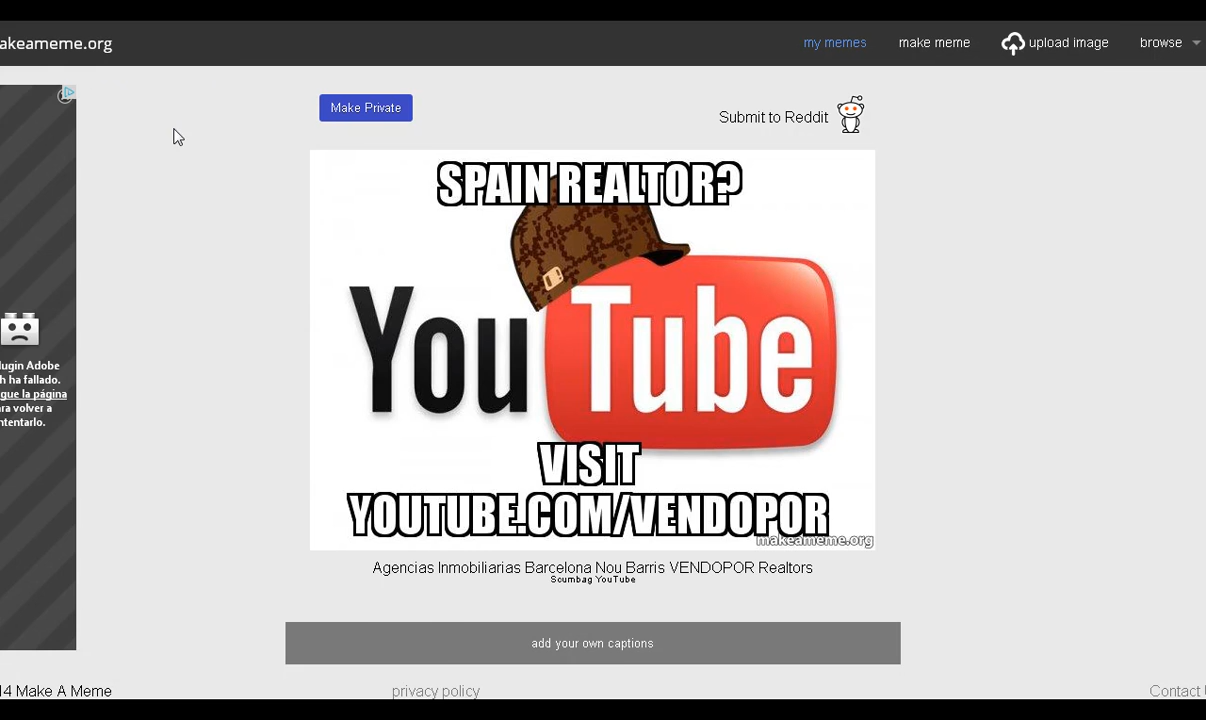 akeameme.org
my memes
make meme
upload image
browse
Make Private
Submit to Reddit
SPAIN REALTOR?
YouTube
VISIT
YOUTUBE.COM/VENDOPOR
makeameme.org
Agencias Inmobiliarias Barcelona Nou Barris VENDOPOR Realtors
Scumbag YouTube
lugin Adobe
h ha fallado.
gue la página
ra volver a
ntentarlo.
add your own captions
14 Make A Meme
privacy policy
Contact